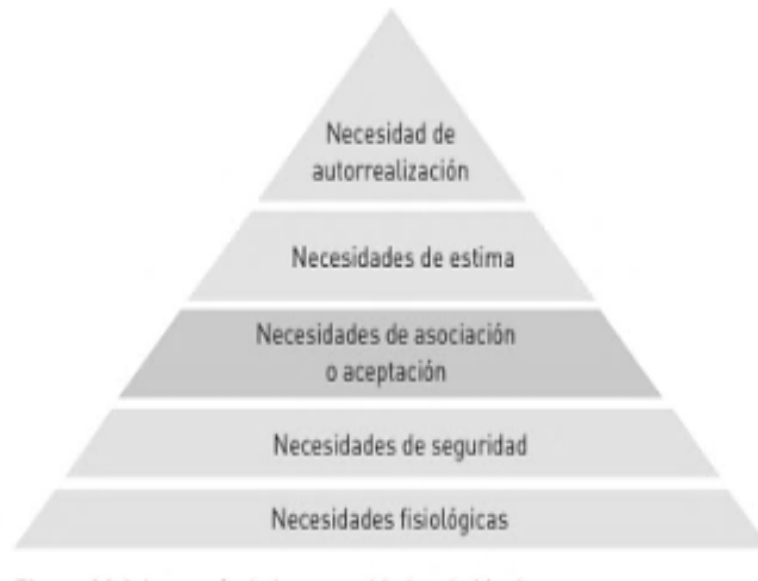 Necesidad de
autorrealización
Necesidades de estima
Necesidades de asociación
o aceptación
Necesidades de seguridad
Necesidades fisiológicas